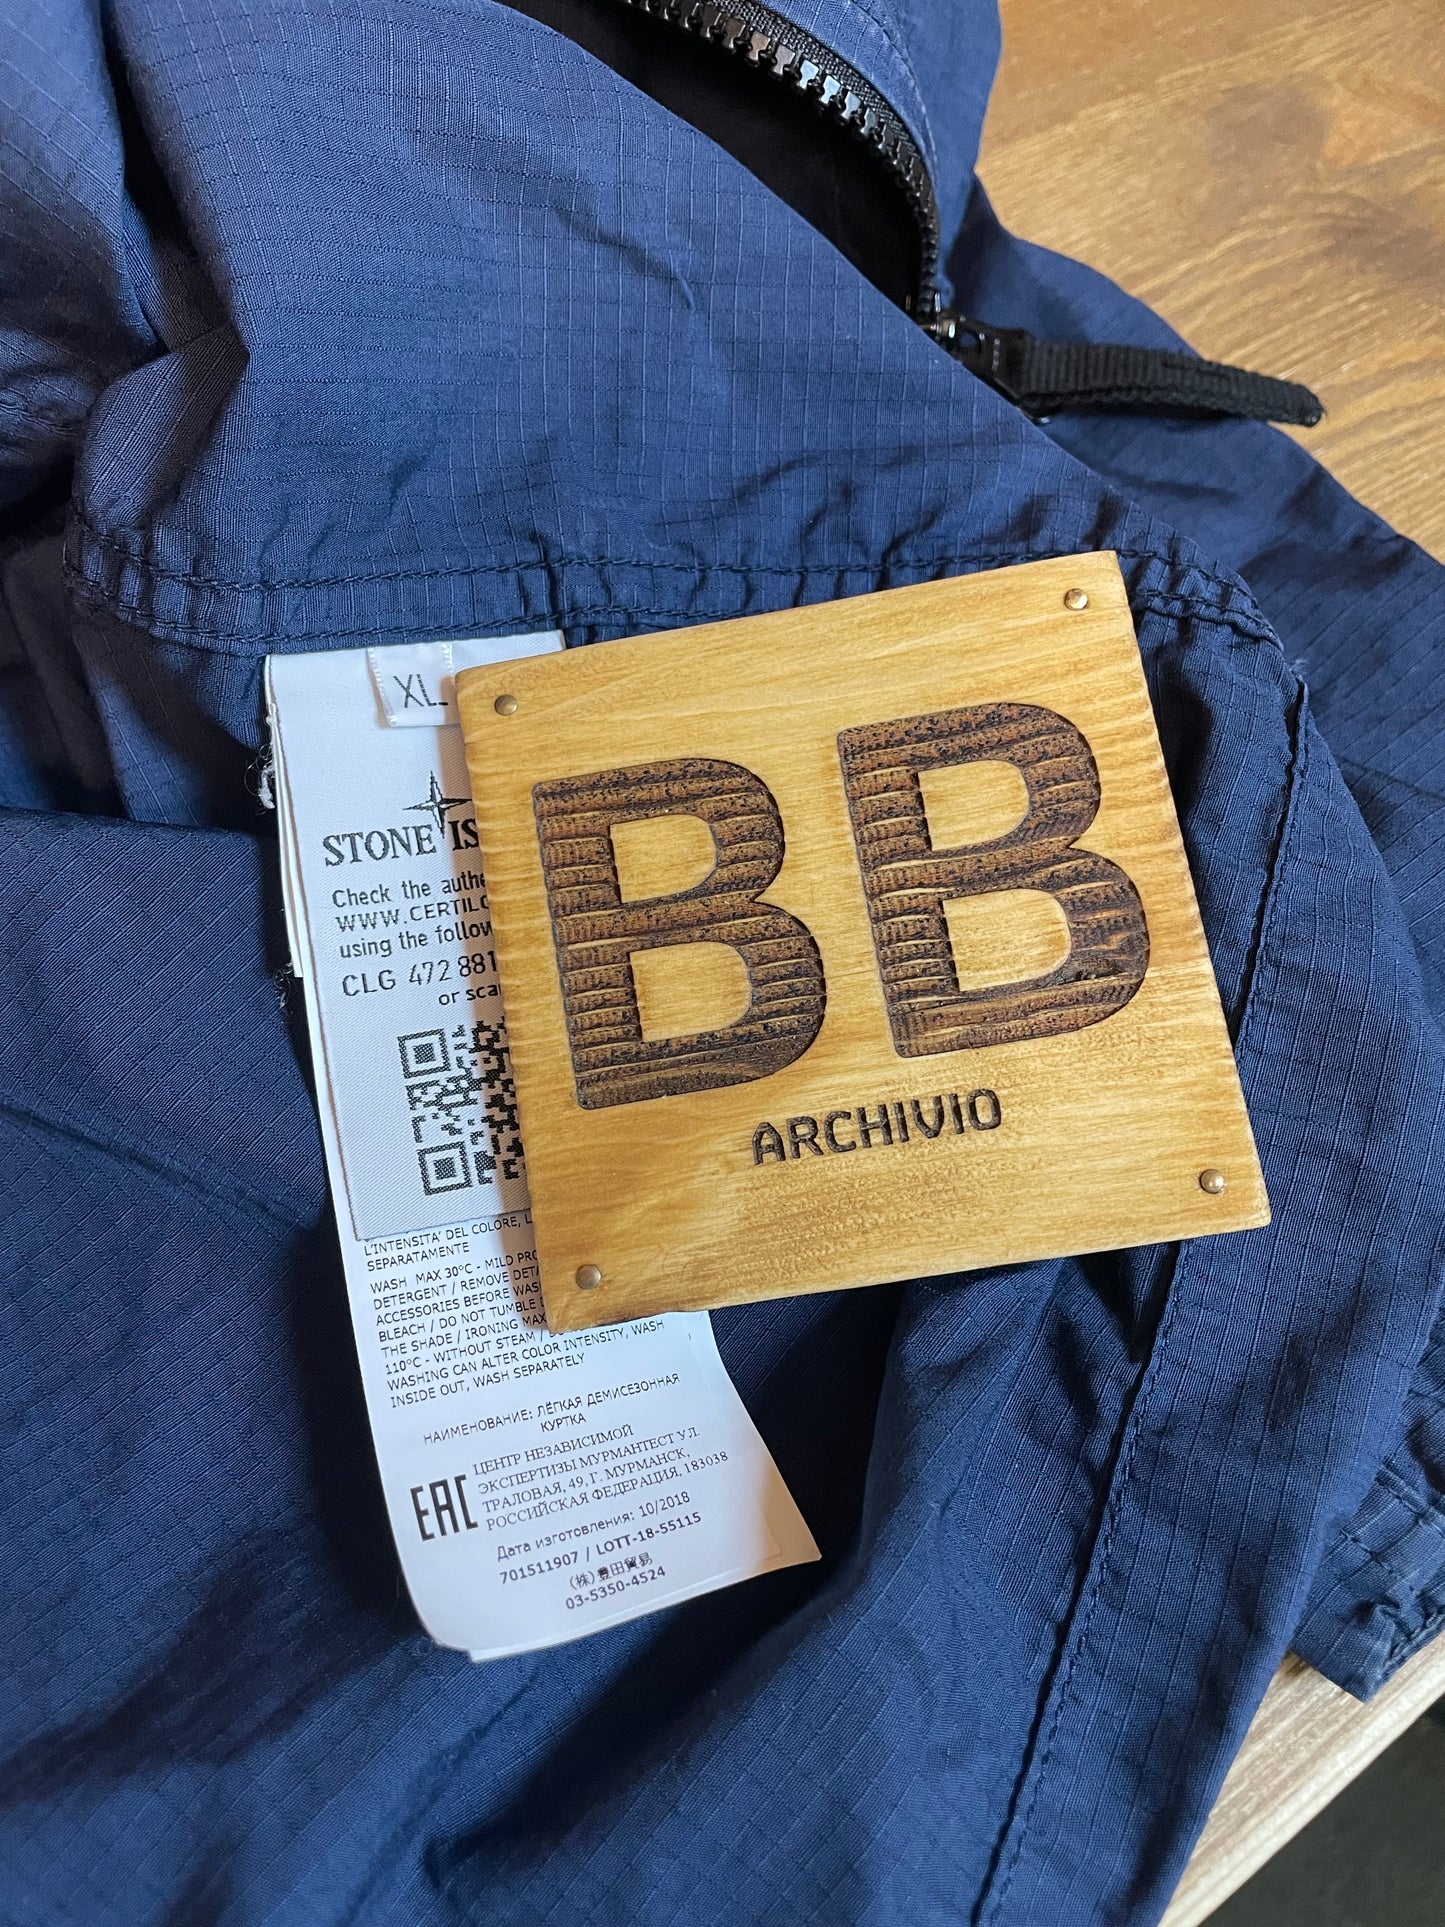 XL
STONE IS
Check the authe
WWW.CERTILO
using the follow
CLG 472 881
or sca
BB
ARCHIVIO
L'INTENSITA' DEL COLORE, L
SEPARATAMENTE
WASH MAX 30°C - MILD PRO
DETERGENT / REMOVE DETA
ACCESSORIES BEFORE WAS
BLEACH / DO NOT TUMBLE
THE SHADE / IRONING MAX
110°C - WITHOUT STEAM /
WASHING CAN ALTER COLOR INTENSITY, WASH
INSIDE OUT, WASH SEPARATELY
НАИМЕНОВАНИЕ: ЛЁГКАЯ ДЕМИСЕЗОННАЯ
КУРТКА
EAC
ЦЕНТР НЕЗАВИСИМОЙ
ЭКСПЕРТИЗЫ МУРМАНТЕСТ УЛ.
ТРАЛОВАЯ, 49, Г. МУРМАНСК,
РОССИЙСКАЯ ФЕДЕРАЦИЯ, 183038
Дата изготовления: 10/2018
701511907 / LOTT-18-55115
(株)豊田貿易
03-5350-4524